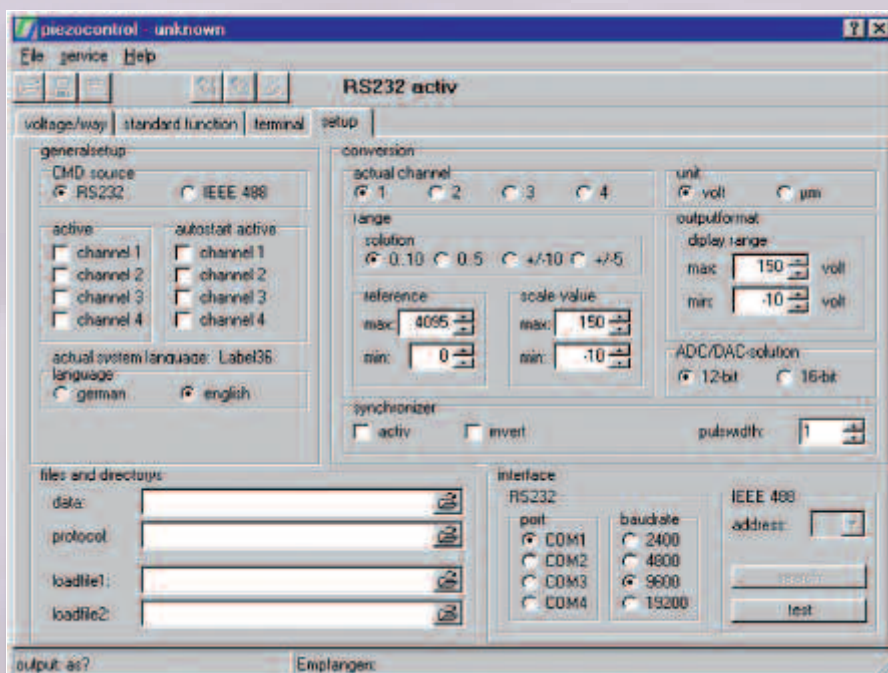 piezocontrol - unknown
File service Help
RS232 activ
voltage/way standard function terminal setup
generalsetup
CMD source
RS232 IEEE 488
active
channel 1
channel 2
channel 3
channel 4
autostart active
channel 1
channel 2
channel 3
channel 4
actual system language: Label36
language
german english
conversion
actual channel
1 2 3 4
unit
volt µm
range
solution
0..10 0..5 +/-10 +/-5
reference
max: 4095
min: 0
scale value
max: 150
min: -10
outputformat
diplay range
max: 150 volt
min: -10 volt
ADC/DAC-solution
12-bit 16-bit
synchronizer
activ invert pulswidth: 1
files and directorys
data:
protocol:
loadfile1:
loadfile2:
interface
RS232
port
COM1
COM2
COM3
COM4
baudrate
2400
4800
9600
19200
IEEE 488
address:
test
output: as? Empfangen: